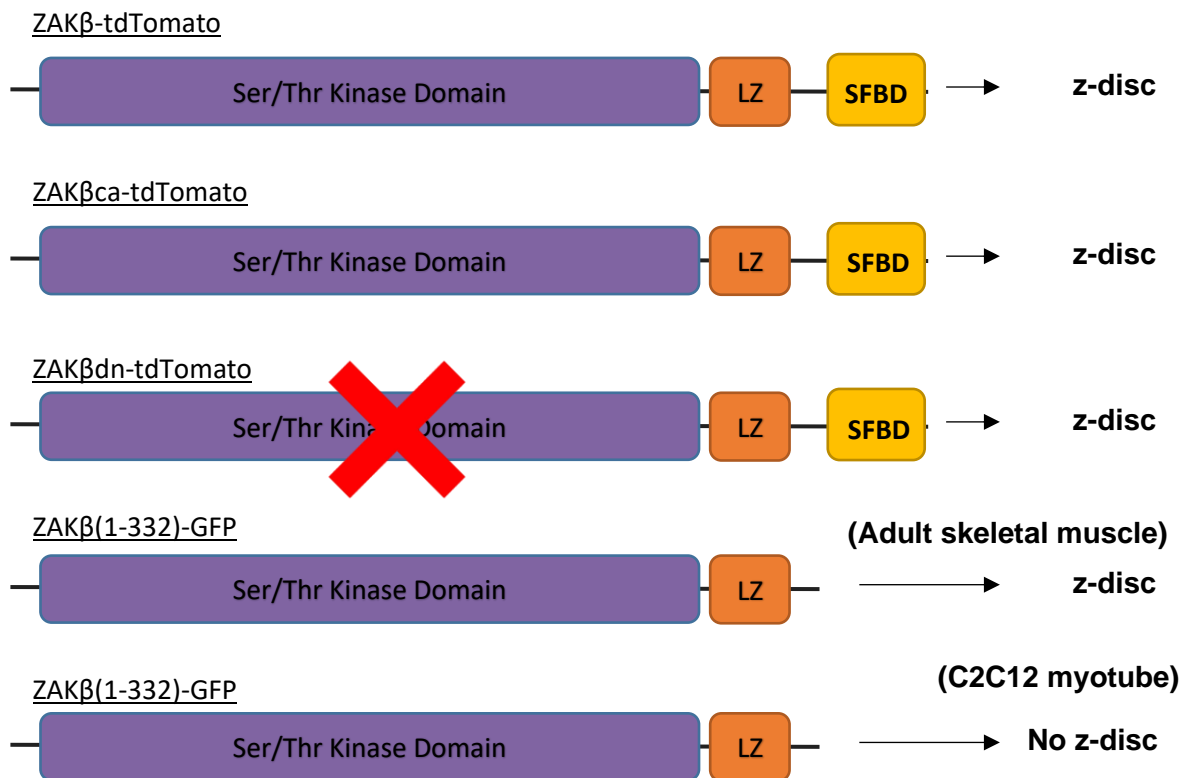 ZAKβ-tdTomato
Ser/Thr Kinase Domain LZ SFBD z-disc
ZAKβca-tdTomato
Ser/Thr Kinase Domain LZ SFBD z-disc
ZAKβdn-tdTomato
Ser/Thr Kinase Domain LZ SFBD z-disc
ZAKβ(1-332)-GFP (Adult skeletal muscle)
Ser/Thr Kinase Domain LZ z-disc
ZAKβ(1-332)-GFP (C2C12 myotube)
Ser/Thr Kinase Domain LZ No z-disc